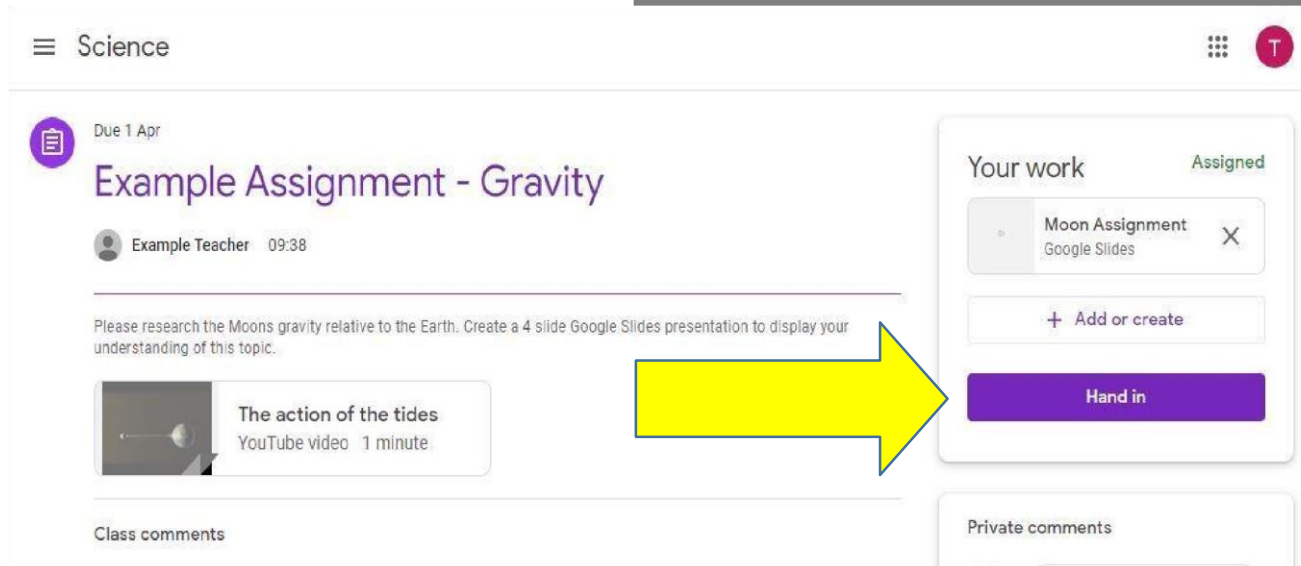 Science
T
Due 1 Apr
Example Assignment - Gravity
Example Teacher 09:38
Please research the Moons gravity relative to the Earth. Create a 4 slide Google Slides presentation to display your
understanding of this topic.
The action of the tides
YouTube video 1 minute
Class comments
Your work Assigned
Moon Assignment
Google Slides
+ Add or create
Hand in
Private comments